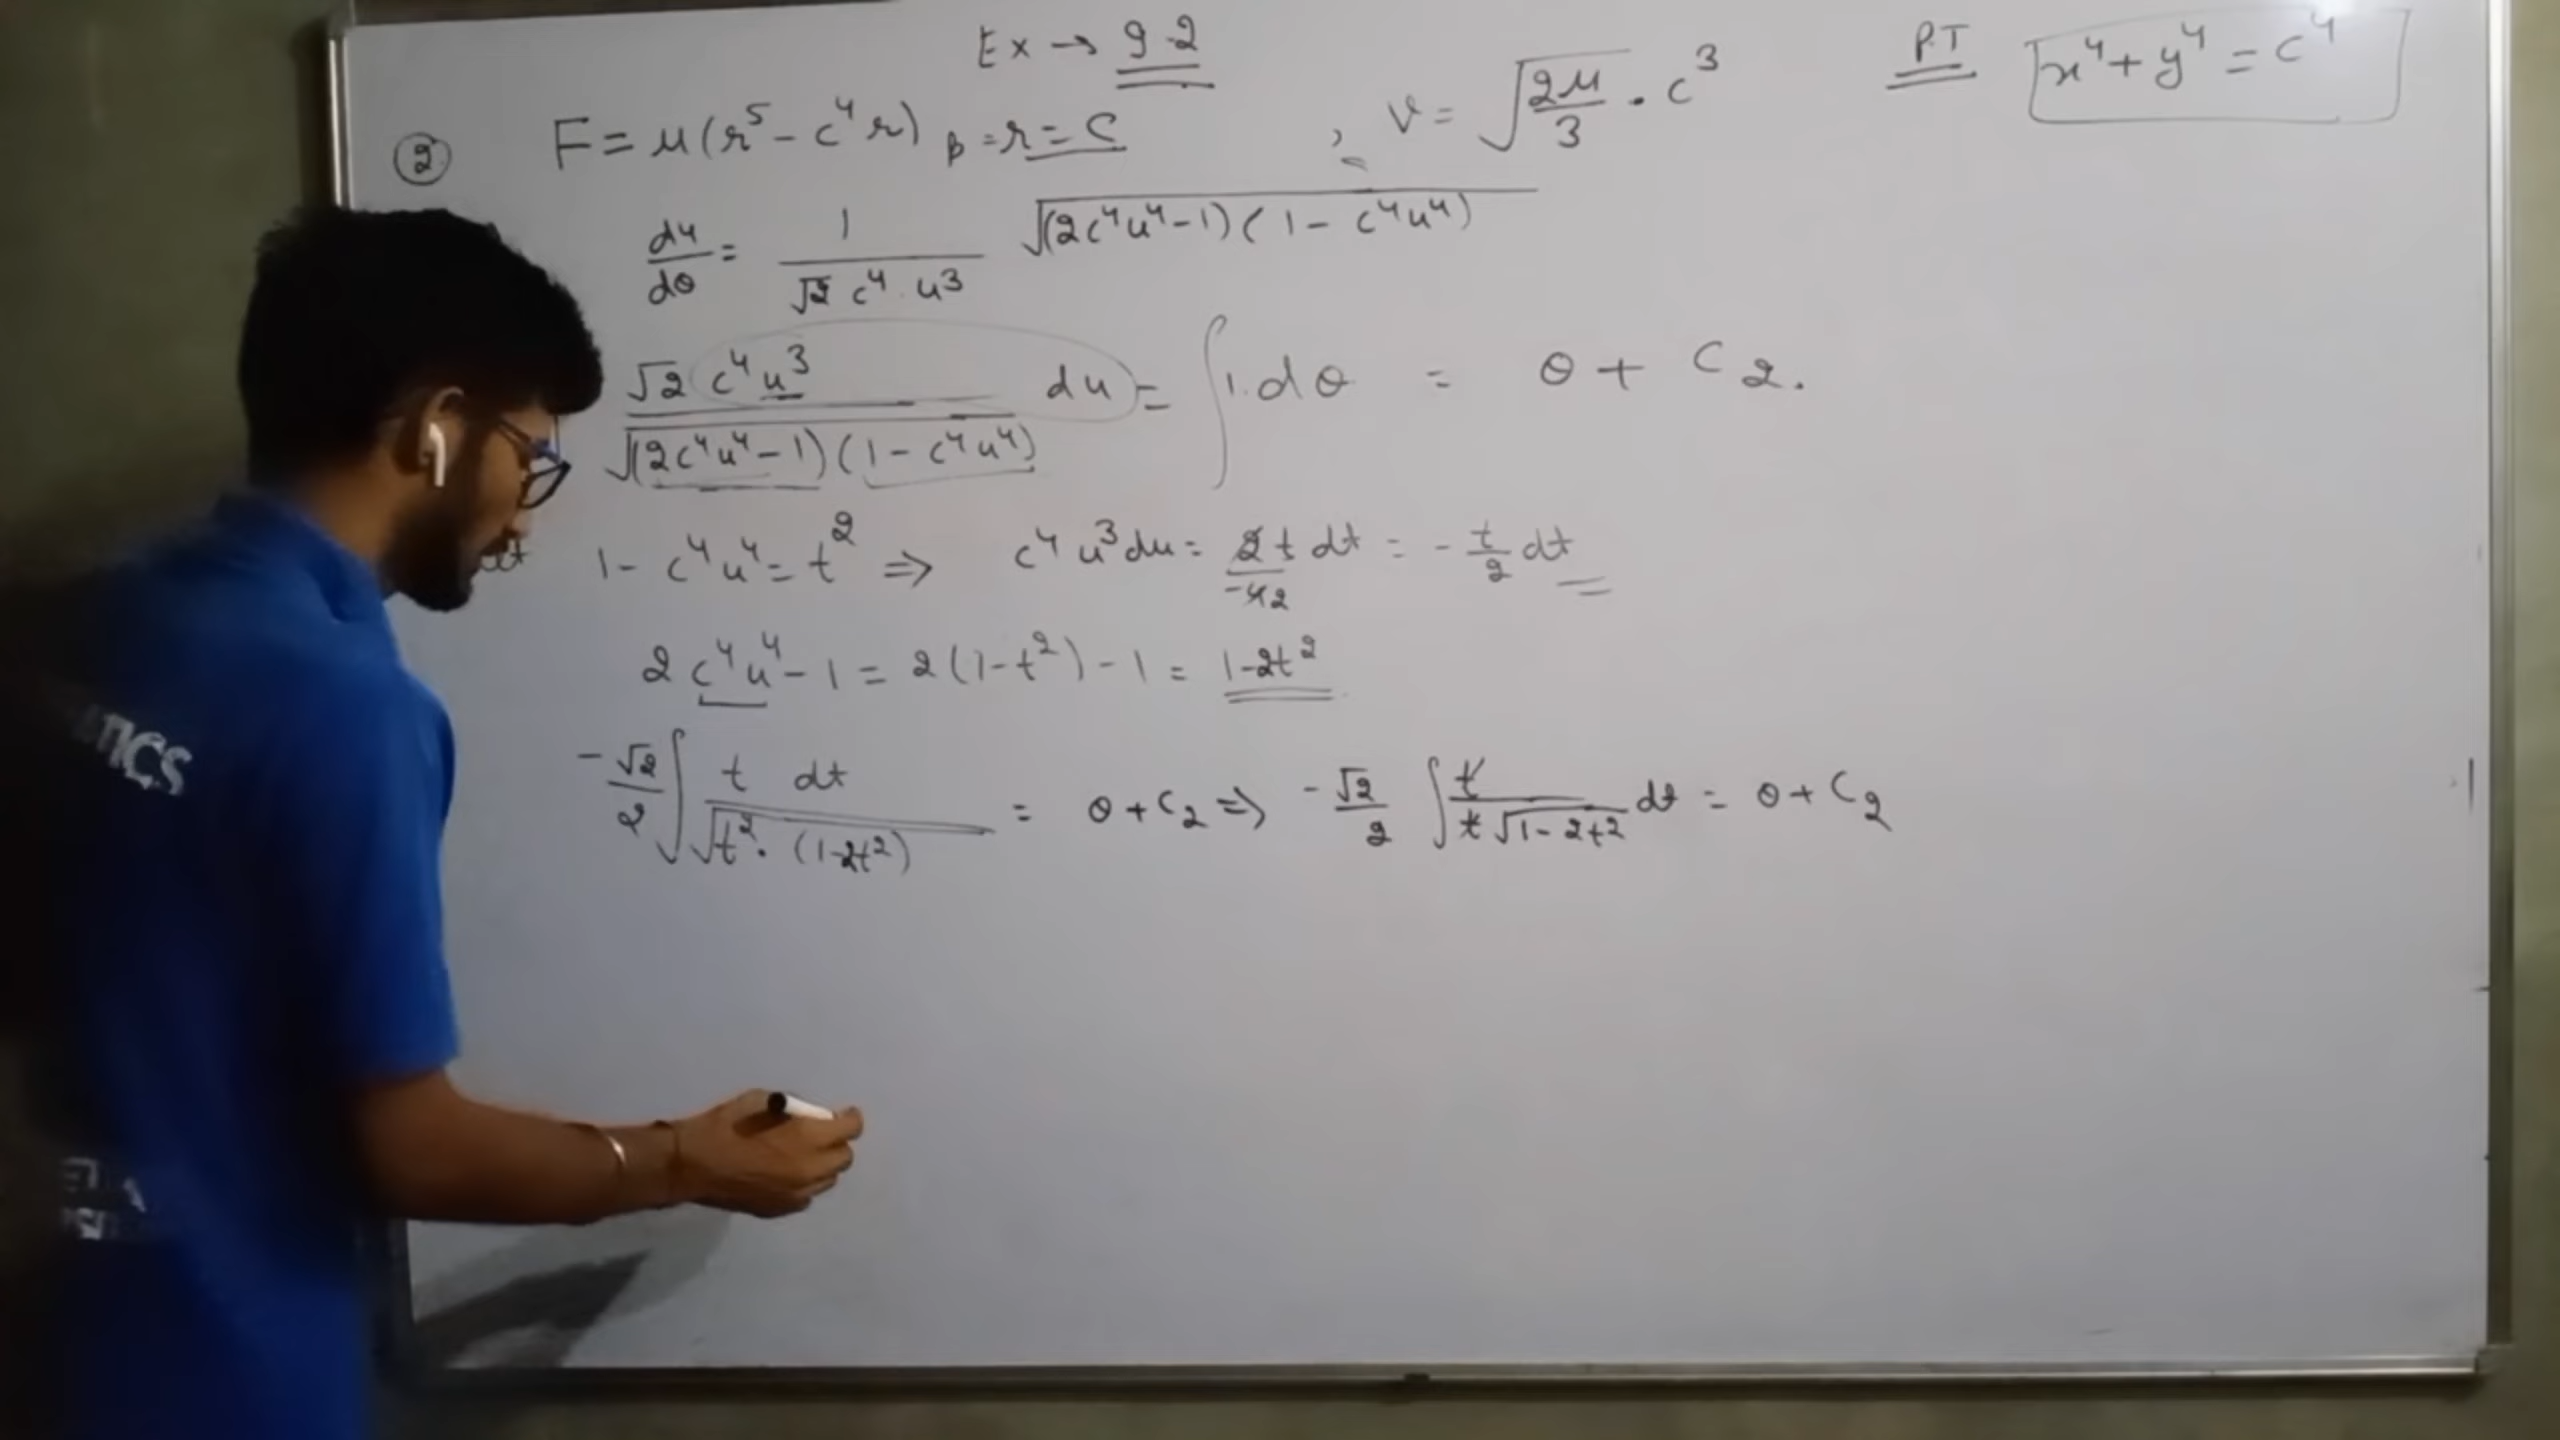 Ex → 9.2
② F = μ(r⁵ - c⁴r) p = r = c , v = √(2μ/3) · c³ P.T x⁴ + y⁴ = c⁴
du/dθ = 1/(√2 c⁴ · u³) √((2c⁴u⁴-1)(1-c⁴u⁴))
√2 c⁴u³/√((2c⁴u⁴-1)(1-c⁴u⁴)) du = ∫1.dθ = θ + C₂.
1 - c⁴u⁴ = t² ⇒ c⁴u³du = 2t dt/-4 2 = -t/2 dt
2c⁴u⁴ - 1 = 2(1-t²) - 1 = 1-2t²
-√2/2 ∫ t dt/√(t² · (1-2t²)) = θ + C₂ ⇒ -√2/2 ∫ t/(t√(1-2t²)) dt = θ + C₂